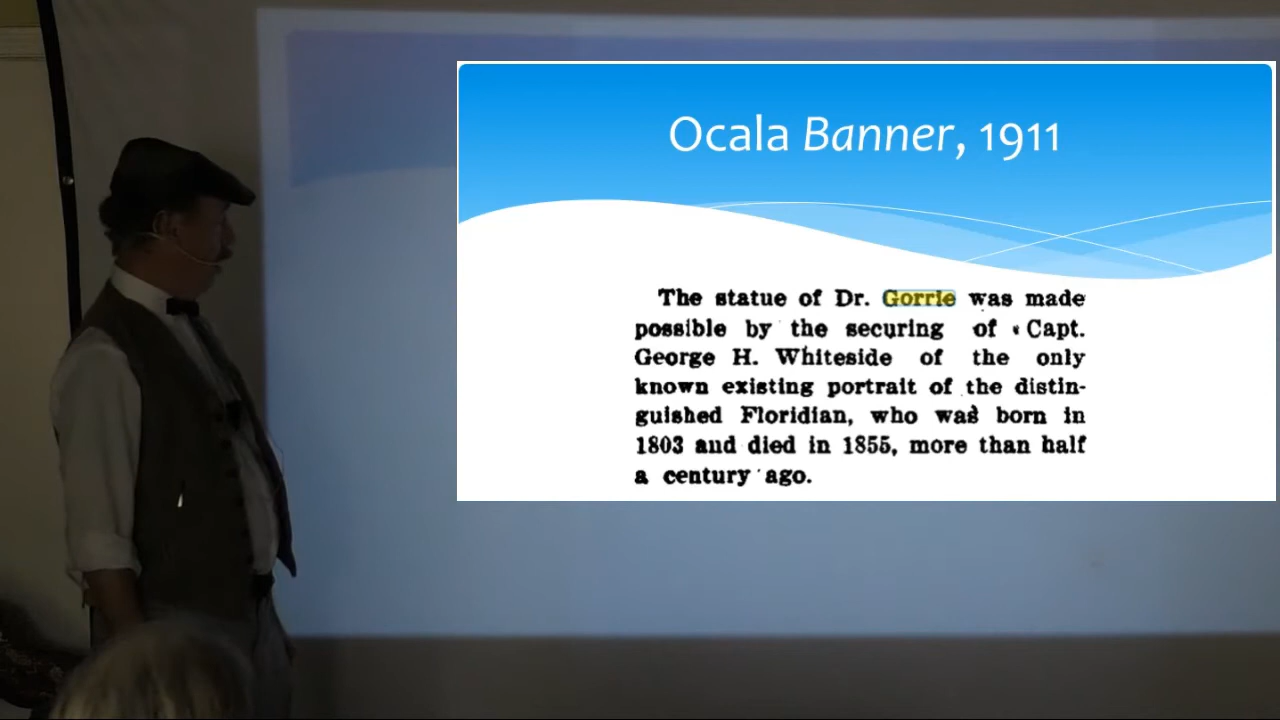 Ocala Banner, 1911
The statue of Dr. Gorrie was made
possible by the securing of Capt.
George H. Whiteside of the only
known existing portrait of the distin-
guished Floridian, who was born in
1803 and died in 1855, more than half
a century ago.